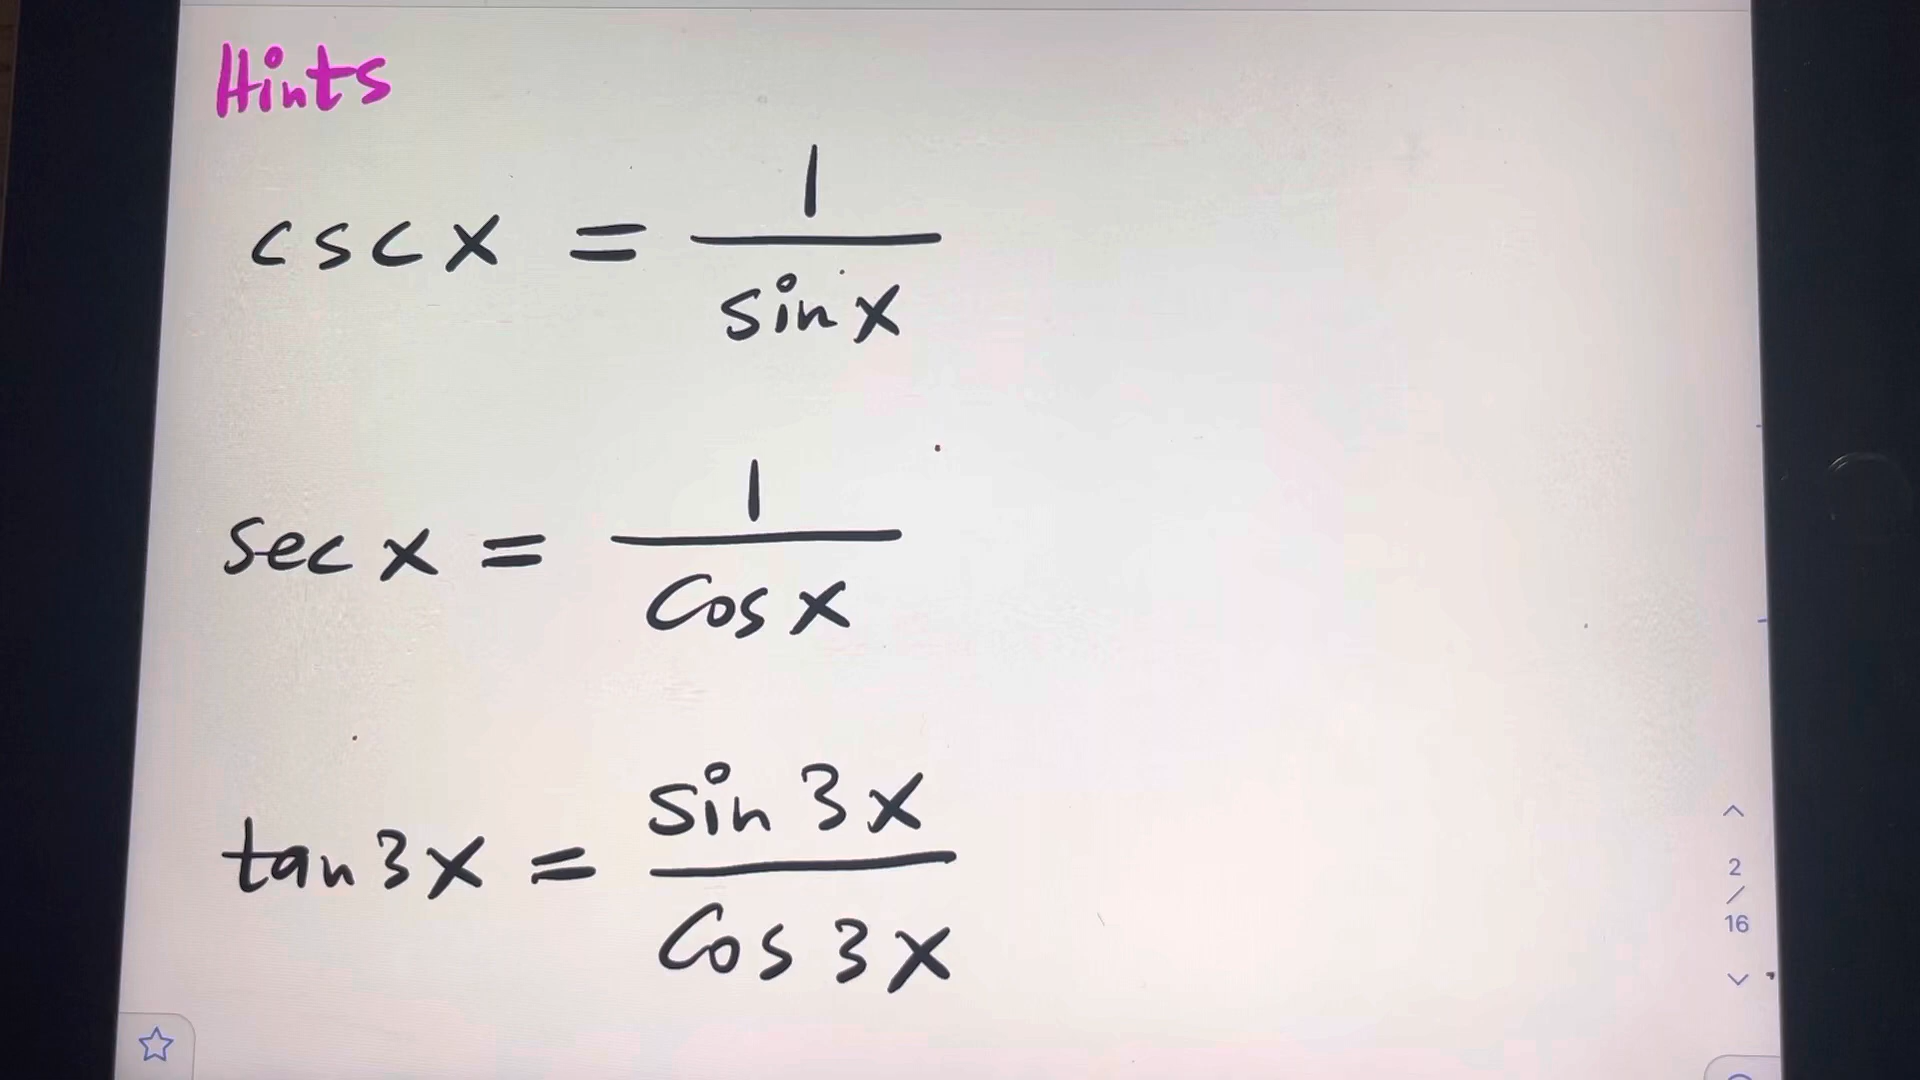 Hints
csc x = 1 / sin x
sec x = 1 / cos x
tan 3x = sin 3x / cos 3x
2 / 16